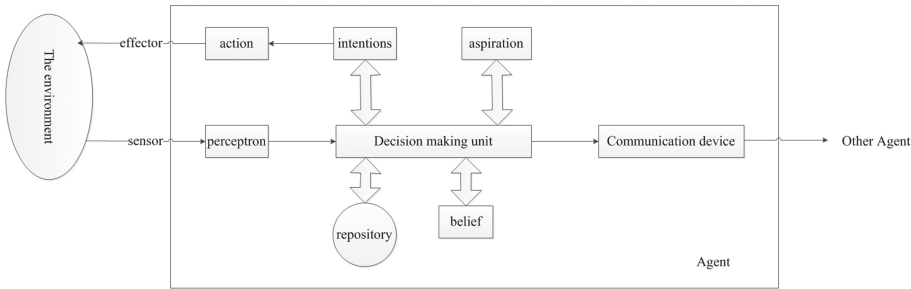 The environment
effector
action
intentions
aspiration
sensor
perceptron
Decision making unit
Communication device
Other Agent
repository
belief
Agent